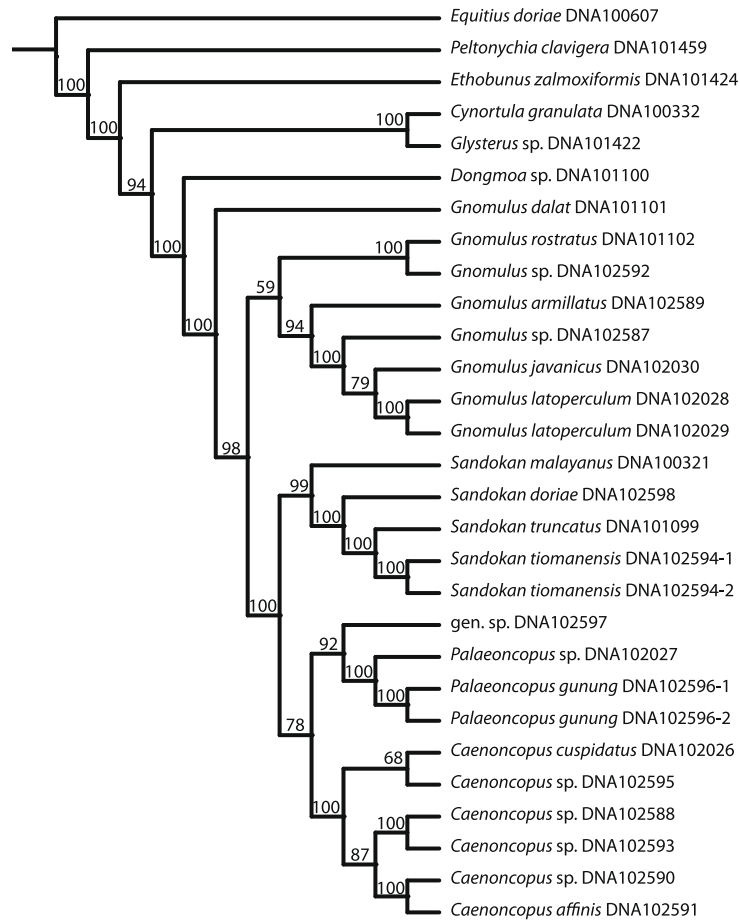 Equitius doriae DNA100607
Peltonychia clavigera DNA101459
100
Ethobunus zalmoxiformis DNA101424
100
Cynortula granulata DNA100332
100
Glysterus sp. DNA101422
94
Dongmoa sp. DNA101100
Gnomulus dalat DNA101101
100
Gnomulus rostratus DNA101102
100
Gnomulus sp. DNA102592
59
Gnomulus armillatus DNA102589
94
100
Gnomulus sp. DNA102587
100
Gnomulus javanicus DNA102030
79
Gnomulus latoperculum DNA102028
100
Gnomulus latoperculum DNA102029
98
Sandokan malayanus DNA100321
99
Sandokan doriae DNA102598
100
Sandokan truncatus DNA101099
100
Sandokan tiomanensis DNA102594-1
100
Sandokan tiomanensis DNA102594-2
100
gen. sp. DNA102597
92
Palaeoncopus sp. DNA102027
100
Palaeoncopus gunung DNA102596-1
100
Palaeoncopus gunung DNA102596-2
78
Caenoncopus cuspidatus DNA102026
68
Caenoncopus sp. DNA102595
100
Caenoncopus sp. DNA102588
100
Caenoncopus sp. DNA102593
87
Caenoncopus sp. DNA102590
100
Caenoncopus affinis DNA102591